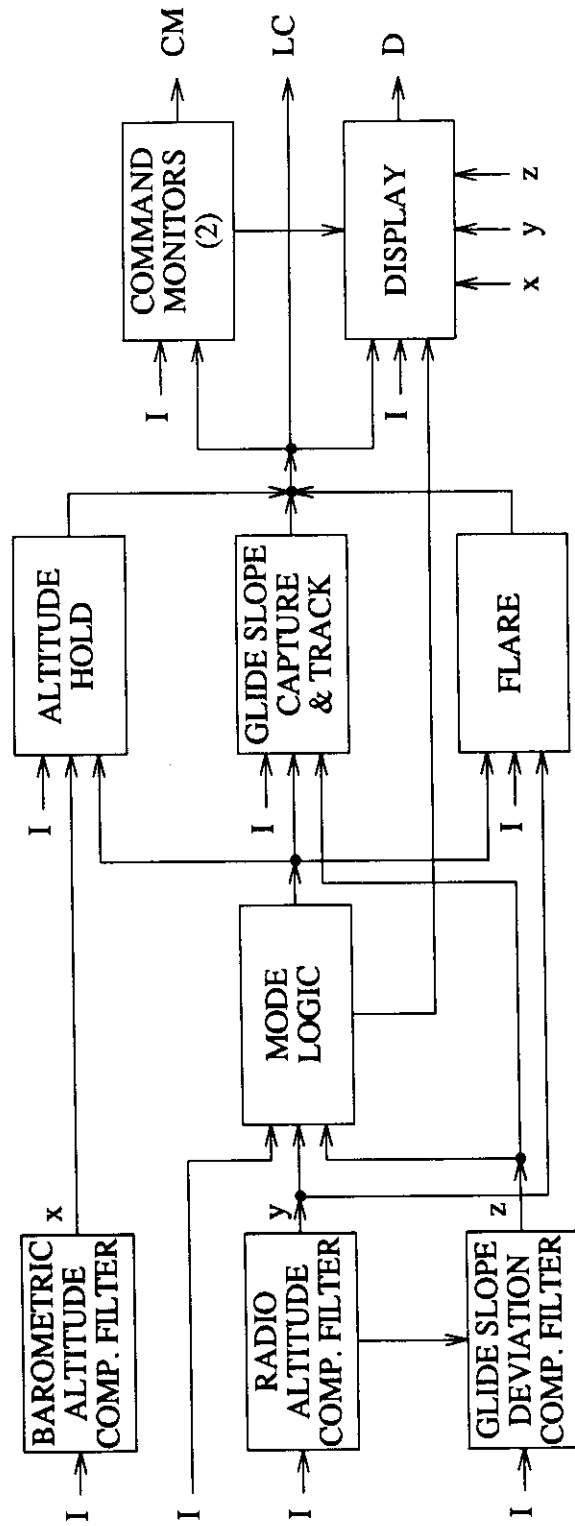 I
BAROMETRIC
ALTITUDE
COMP. FILTER
x
I
I
RADIO
ALTITUDE
COMP. FILTER
y
I
GLIDE SLOPE
DEVIATION
COMP. FILTER
z
MODE
LOGIC
I
ALTITUDE
HOLD
I
GLIDE SLOPE
CAPTURE
& TRACK
I
FLARE
I
COMMAND
MONITORS
(2)
CM
LC
I
DISPLAY
D
x
y
z